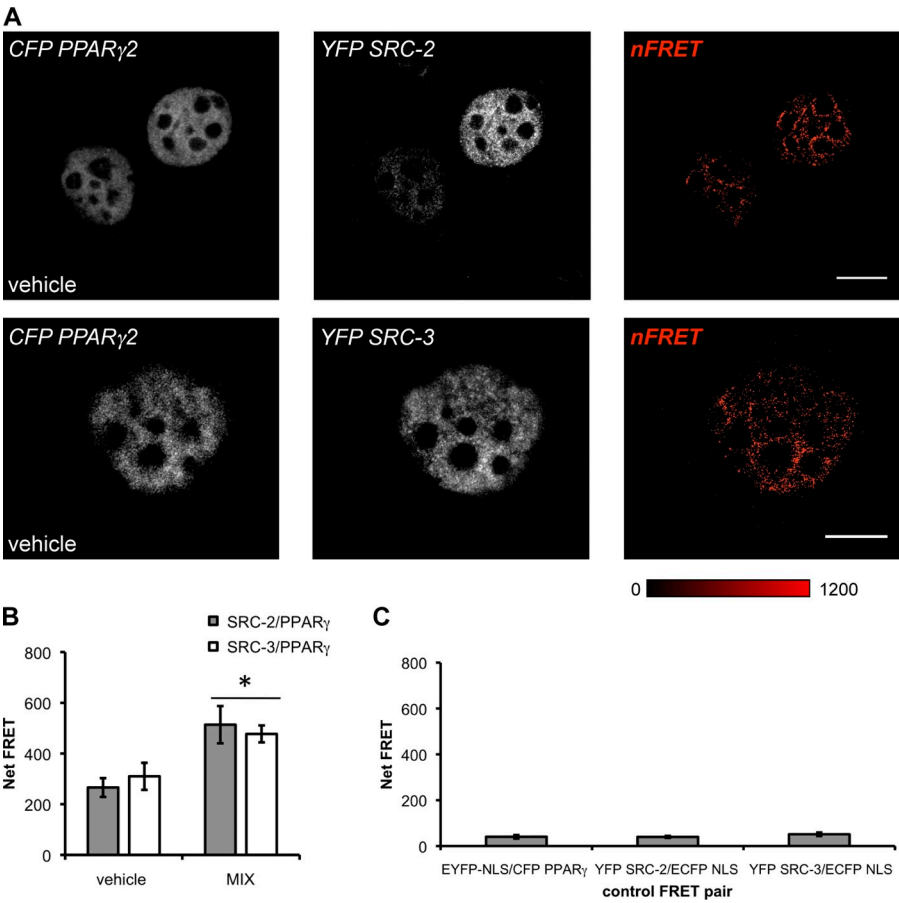 A
CFP PPARγ2
YFP SRC-2
nFRET
vehicle
CFP PPARγ2
YFP SRC-3
nFRET
vehicle
0
1200
B
SRC-2/PPARγ
SRC-3/PPARγ
800
600
400
200
0
Net FRET
*
vehicle
MIX
C
800
600
400
200
0
Net FRET
EYFP-NLS/CFP PPARγ
YFP SRC-2/ECFP NLS
YFP SRC-3/ECFP NLS
control FRET pair